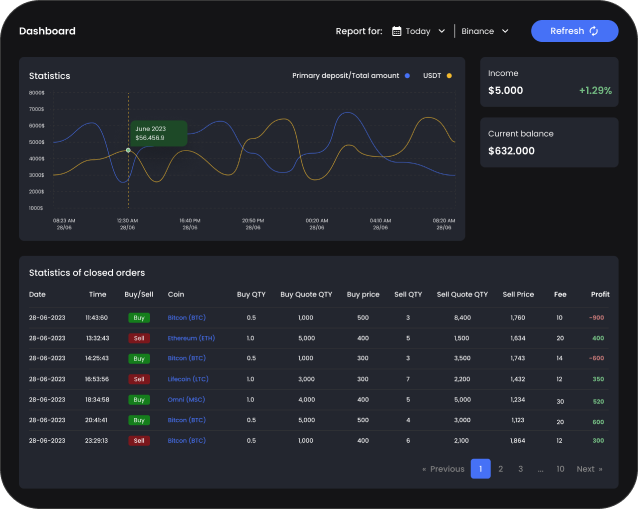 Dashboard
Report for: Today Binance Refresh
Statistics
Primary deposit/Total amount USDT
8000$
7000$
6000$
5000$
4000$
3000$
2000$
1000$
June 2023
$56.456.9
08:23 AM 12:30 AM 16:40 PM 20:50 PM 00:20 AM 04:10 AM 08:20 AM
28/06 28/06 28/06 28/06 28/06 28/06 28/06
Income
$5.000 +1.29%
Current balance
$632.000
Statistics of closed orders
Date Time Buy/Sell Coin Buy QTY Buy Quote QTY Buy price Sell QTY Sell Quote QTY Sell Price Fee Profit
28-06-2023 11:43:60 Buy Bitcon (BTC) 0.5 1,000 500 3 8,400 1,760 10 -900
28-06-2023 13:32:43 Sell Ethereum (ETH) 1.0 5,000 400 5 1,500 1,634 20 400
28-06-2023 14:25:43 Buy Bitcon (BTC) 0.5 1,000 300 3 3,500 1,743 14 -600
28-06-2023 16:53:56 Sell Lifecoin (LTC) 1.0 3,000 300 7 2,200 1,432 12 350
28-06-2023 18:34:58 Buy Omni (MSC) 1.0 4,000 400 5 5,000 1,234 30 520
28-06-2023 20:41:41 Buy Bitcon (BTC) 0.5 5,000 500 4 3,000 1,123 20 600
28-06-2023 23:29:13 Sell Bitcon (BTC) 0.5 1,000 400 6 2,100 1,864 12 300
« Previous 1 2 3 ... 10 Next »